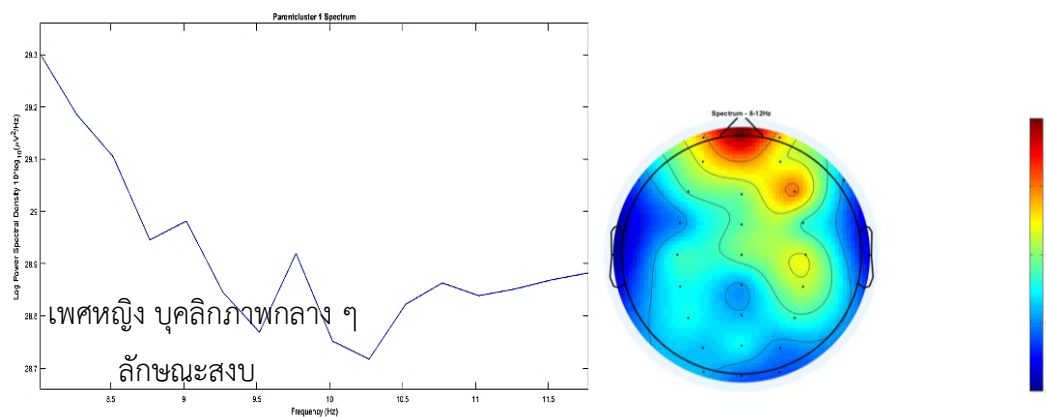 Parentcluster 1 Spectrum
Log Power Spectral Density 10*log₁₀(μV²/Hz)
29.3
29.2
29.1
29
28.9
28.8
28.7
8.5 9 9.5 10 10.5 11 11.5
Frequency (Hz)
เพศหญิง บุคลิกภาพกลาง ๆ
ลักษณะสงบ
Spectrum - 8-12Hz